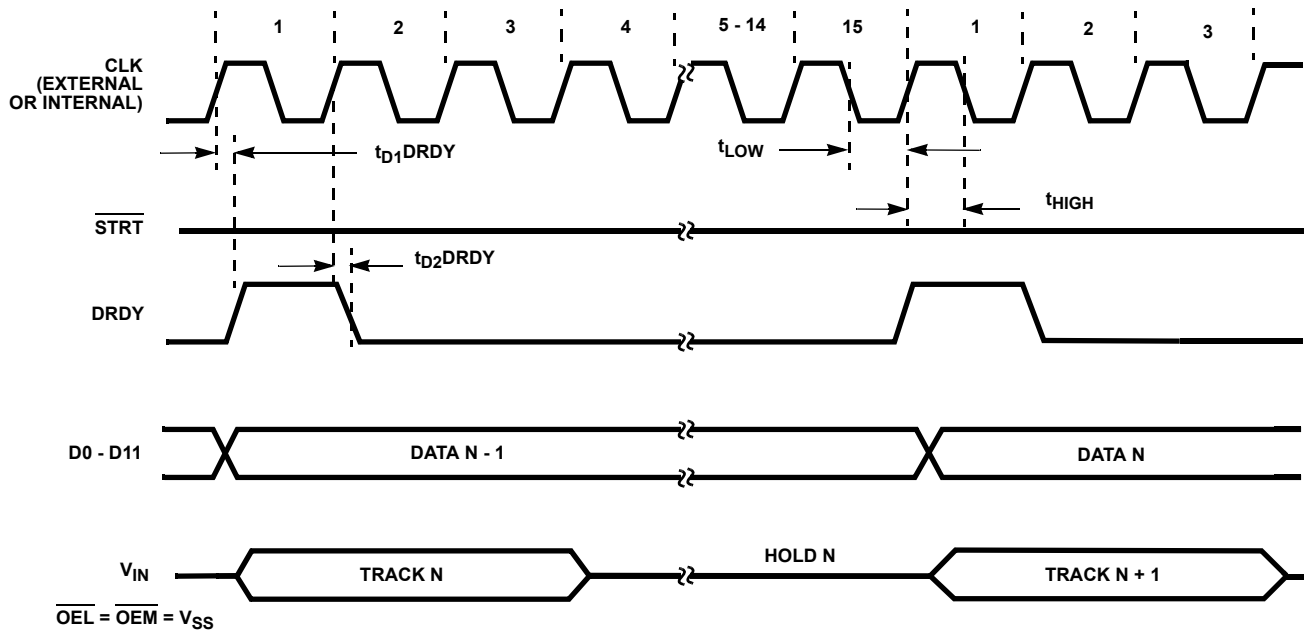 1 2 3 4 5 - 14 15 1 2 3
CLK
(EXTERNAL
OR INTERNAL)
tD1DRDY
tLOW
tHIGH
STRT
tD2DRDY
DRDY
D0 - D11
DATA N - 1
DATA N
HOLD N
VIN
TRACK N
TRACK N + 1
OEL = OEM = VSS